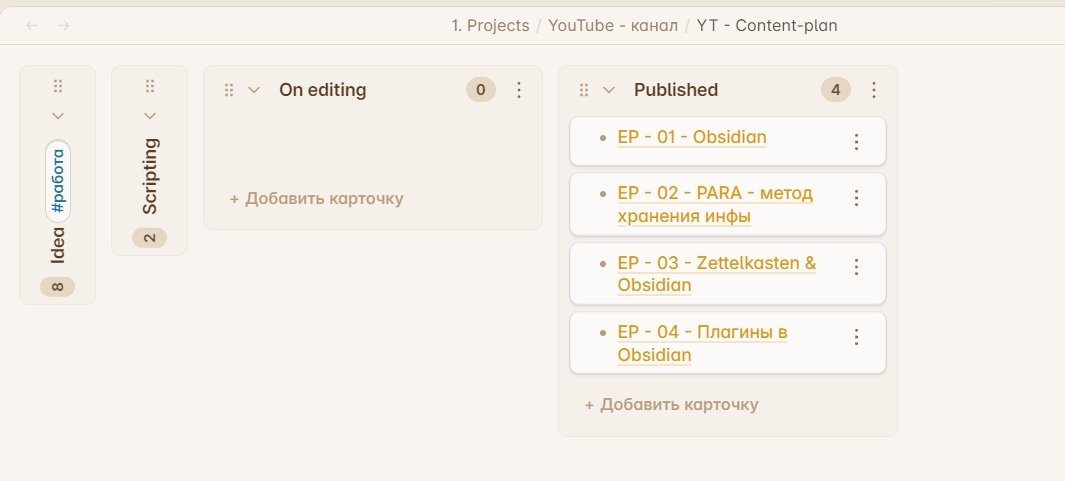 1. Projects / YouTube - канал / YT - Content-plan
Idea #работа
8
Scripting
2
On editing
0
+ Добавить карточку
Published
4
EP - 01 - Obsidian
EP - 02 - PARA - метод
хранения инфы
EP - 03 - Zettelkasten &
Obsidian
EP - 04 - Плагины в
Obsidian
+ Добавить карточку